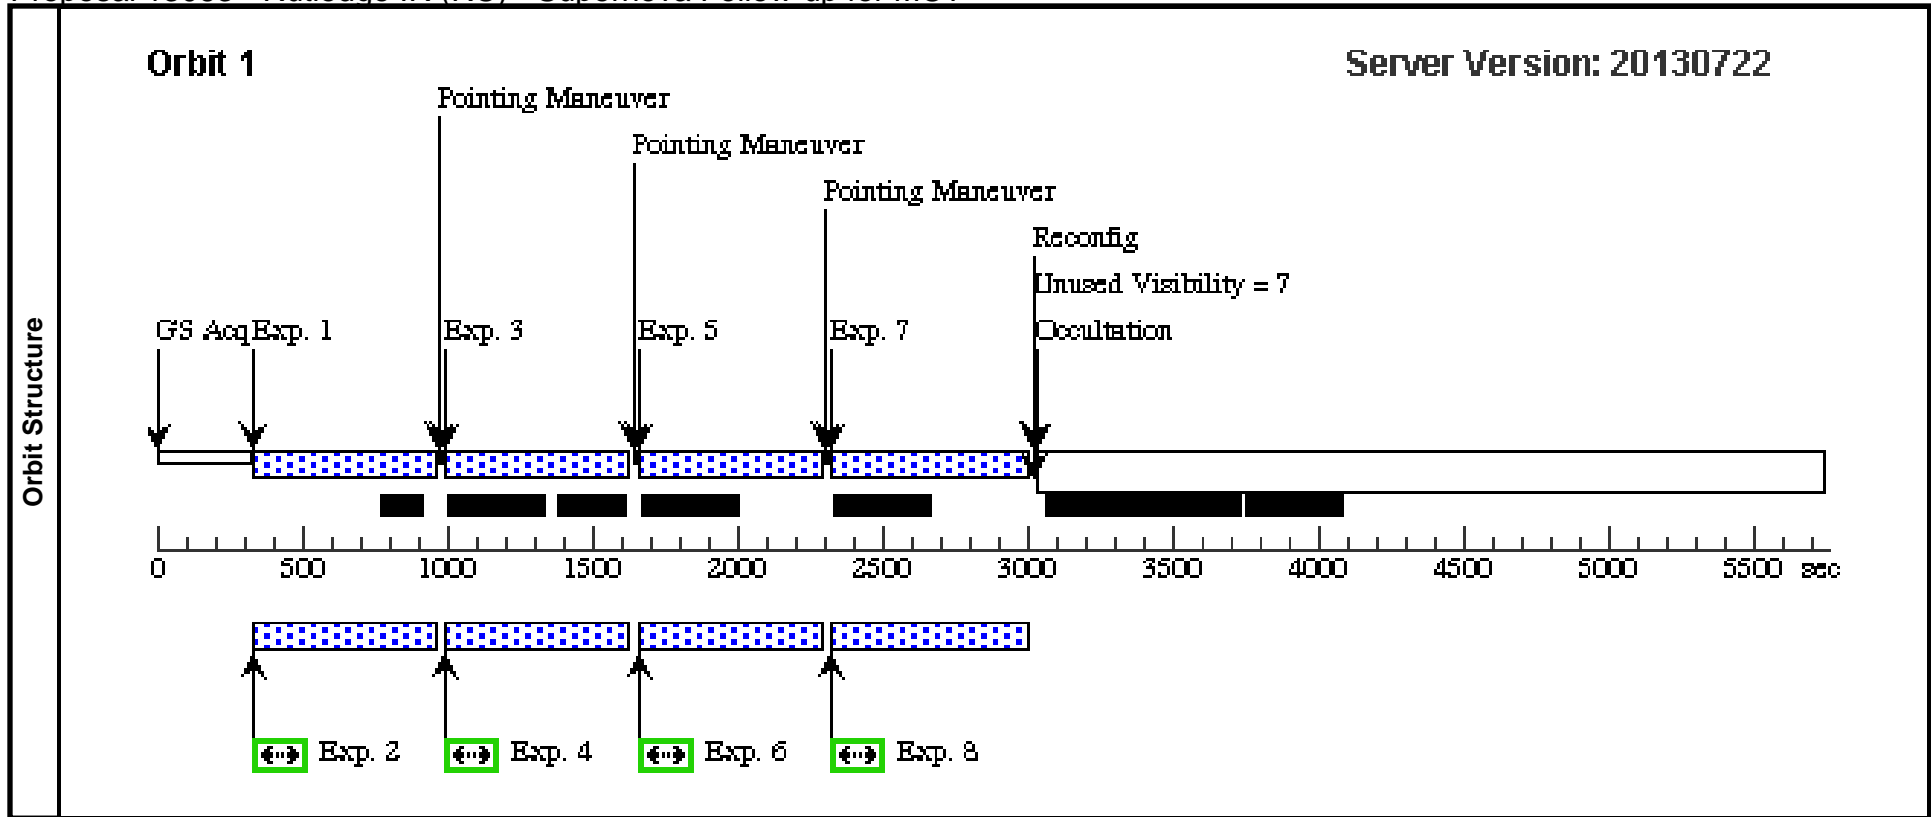 Orbit 1
Server Version: 20130722
Pointing Maneuver
Pointing Maneuver
Pointing Maneuver
Reconfig
Unused Visibility = 7
GS Acq Exp. 1 Exp. 3 Exp. 5 Exp. 7 Occultation
Orbit Structure
0 500 1000 1500 2000 2500 3000 3500 4000 4500 5000 5500 sec
Exp. 2 Exp. 4 Exp. 6 Exp. 8